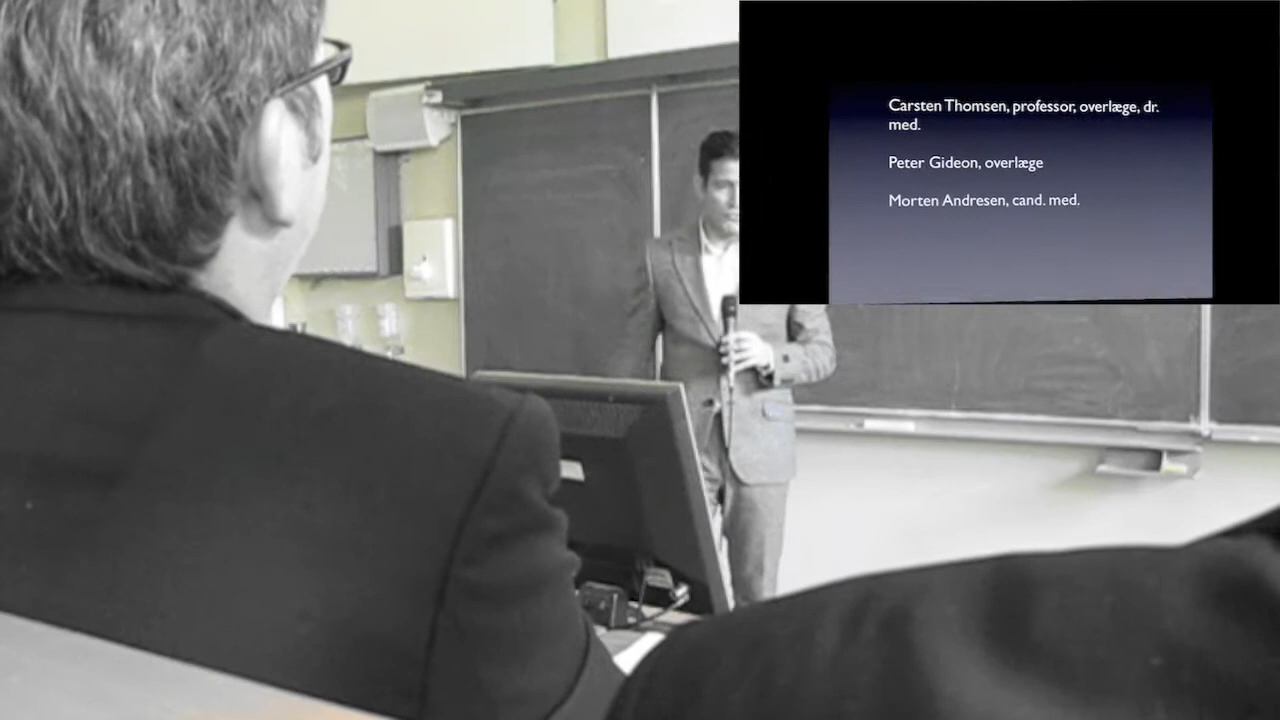 Carsten Thomsen, professor, overlæge, dr.
med.
Peter Gideon, overlæge
Morten Andresen, cand. med.